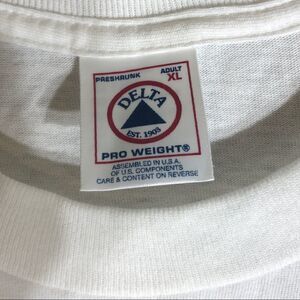 PRESHRUNK ADULT XL
DELTA
EST. 1903
PRO WEIGHT®
ASSEMBLED IN U.S.A.
OF U.S. COMPONENTS
CARE & CONTENT ON REVERSE